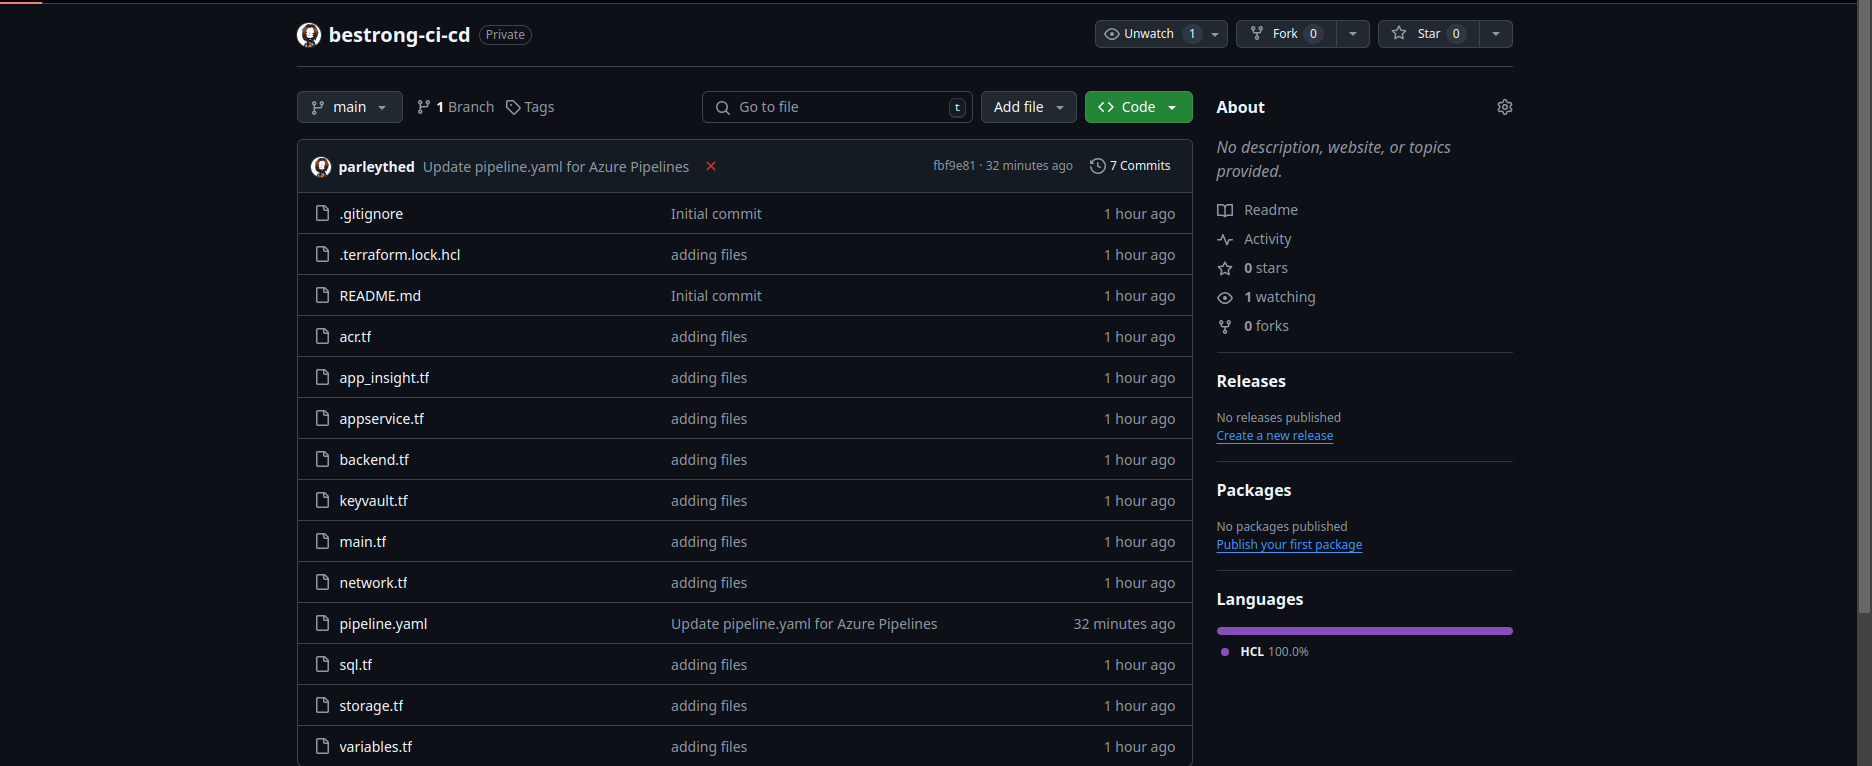 bestrong-ci-cd Private Unwatch 1 Fork 0 Star 0
main 1 Branch Tags Go to file t Add file Code
parleythed Update pipeline.yaml for Azure Pipelines fbf9e81 · 32 minutes ago 7 Commits
.gitignore Initial commit 1 hour ago
.terraform.lock.hcl adding files 1 hour ago
README.md Initial commit 1 hour ago
acr.tf adding files 1 hour ago
app_insight.tf adding files 1 hour ago
appservice.tf adding files 1 hour ago
backend.tf adding files 1 hour ago
keyvault.tf adding files 1 hour ago
main.tf adding files 1 hour ago
network.tf adding files 1 hour ago
pipeline.yaml Update pipeline.yaml for Azure Pipelines 32 minutes ago
sql.tf adding files 1 hour ago
storage.tf adding files 1 hour ago
variables.tf adding files 1 hour ago
About
No description, website, or topics
provided.
Readme
Activity
0 stars
1 watching
0 forks
Releases
No releases published
Create a new release
Packages
No packages published
Publish your first package
Languages
HCL 100.0%